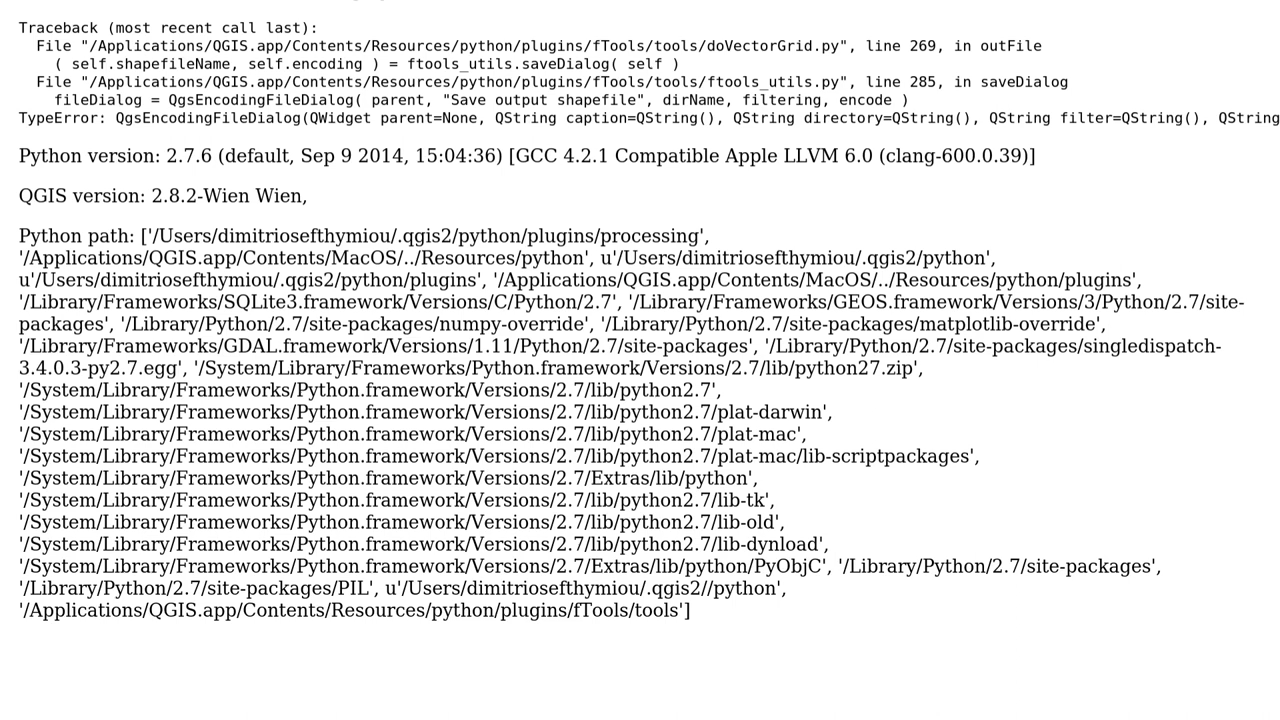 Traceback (most recent call last):
  File "/Applications/QGIS.app/Contents/Resources/python/plugins/fTools/tools/doVectorGrid.py", line 269, in outFile
    ( self.shapefileName, self.encoding ) = ftools_utils.saveDialog( self )
  File "/Applications/QGIS.app/Contents/Resources/python/plugins/fTools/tools/ftools_utils.py", line 285, in saveDialog
    fileDialog = QgsEncodingFileDialog( parent, "Save output shapefile", dirName, filtering, encode )
TypeError: QgsEncodingFileDialog(QWidget parent=None, QString caption=QString(), QString directory=QString(), QString filter=QString(), QString
Python version: 2.7.6 (default, Sep 9 2014, 15:04:36) [GCC 4.2.1 Compatible Apple LLVM 6.0 (clang-600.0.39)]
QGIS version: 2.8.2-Wien Wien,
Python path: ['/Users/dimitriosefthymiou/.qgis2/python/plugins/processing',
'/Applications/QGIS.app/Contents/MacOS/../Resources/python', u'/Users/dimitriosefthymiou/.qgis2/python',
u'/Users/dimitriosefthymiou/.qgis2/python/plugins', '/Applications/QGIS.app/Contents/MacOS/../Resources/python/plugins',
'/Library/Frameworks/SQLite3.framework/Versions/C/Python/2.7', '/Library/Frameworks/GEOS.framework/Versions/3/Python/2.7/site-
packages', '/Library/Python/2.7/site-packages/numpy-override', '/Library/Python/2.7/site-packages/matplotlib-override',
'/Library/Frameworks/GDAL.framework/Versions/1.11/Python/2.7/site-packages', '/Library/Python/2.7/site-packages/singledispatch-
3.4.0.3-py2.7.egg', '/System/Library/Frameworks/Python.framework/Versions/2.7/lib/python27.zip',
'/System/Library/Frameworks/Python.framework/Versions/2.7/lib/python2.7',
'/System/Library/Frameworks/Python.framework/Versions/2.7/lib/python2.7/plat-darwin',
'/System/Library/Frameworks/Python.framework/Versions/2.7/lib/python2.7/plat-mac',
'/System/Library/Frameworks/Python.framework/Versions/2.7/lib/python2.7/plat-mac/lib-scriptpackages',
'/System/Library/Frameworks/Python.framework/Versions/2.7/Extras/lib/python',
'/System/Library/Frameworks/Python.framework/Versions/2.7/lib/python2.7/lib-tk',
'/System/Library/Frameworks/Python.framework/Versions/2.7/lib/python2.7/lib-old',
'/System/Library/Frameworks/Python.framework/Versions/2.7/lib/python2.7/lib-dynload',
'/System/Library/Frameworks/Python.framework/Versions/2.7/Extras/lib/python/PyObjC', '/Library/Python/2.7/site-packages',
'/Library/Python/2.7/site-packages/PIL', u'/Users/dimitriosefthymiou/.qgis2//python',
'/Applications/QGIS.app/Contents/Resources/python/plugins/fTools/tools']